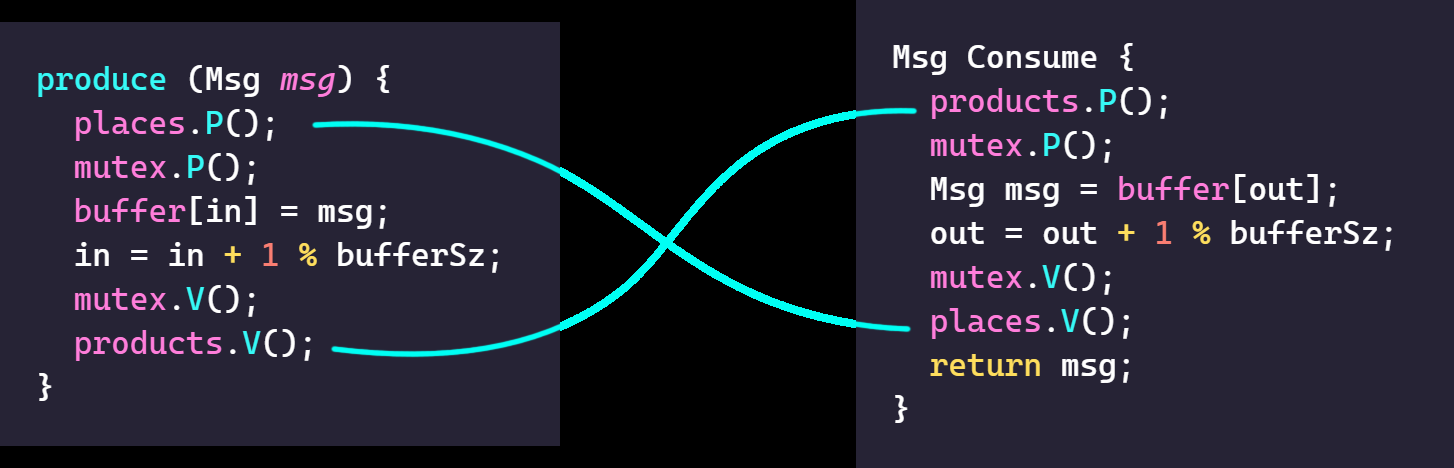 produce (Msg msg) {
places.P();
mutex.P();
buffer[in] = msg;
in = in + 1 % bufferSz;
mutex.V();
products.V();
}
Msg Consume {
products.P();
mutex.P();
Msg msg = buffer[out];
out = out + 1 % bufferSz;
mutex.V();
places.V();
return msg;
}